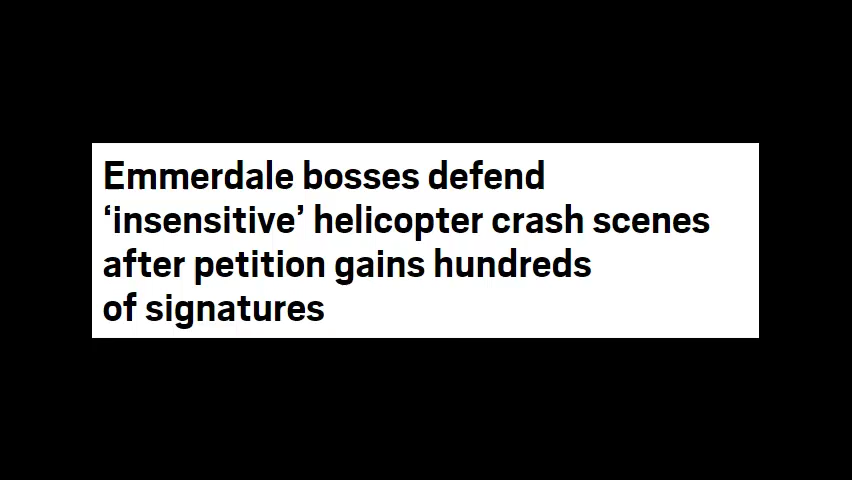 Emmerdale bosses defend
‘insensitive’ helicopter crash scenes
after petition gains hundreds
of signatures